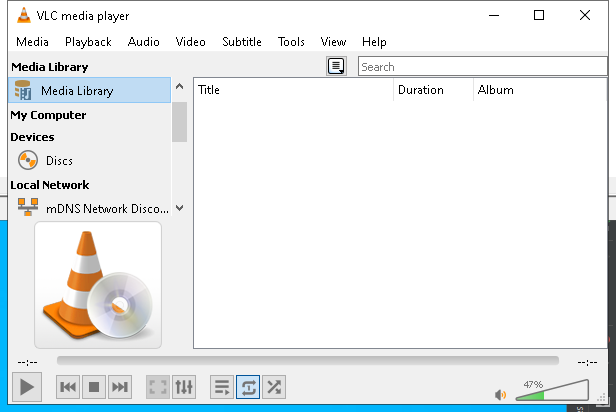 VLC media player
Media Playback Audio Video Subtitle Tools View Help
Media Library
Search
Media Library
Title Duration Album
My Computer
Devices
Discs
Local Network
mDNS Network Disco...
--:-- --:--
47%